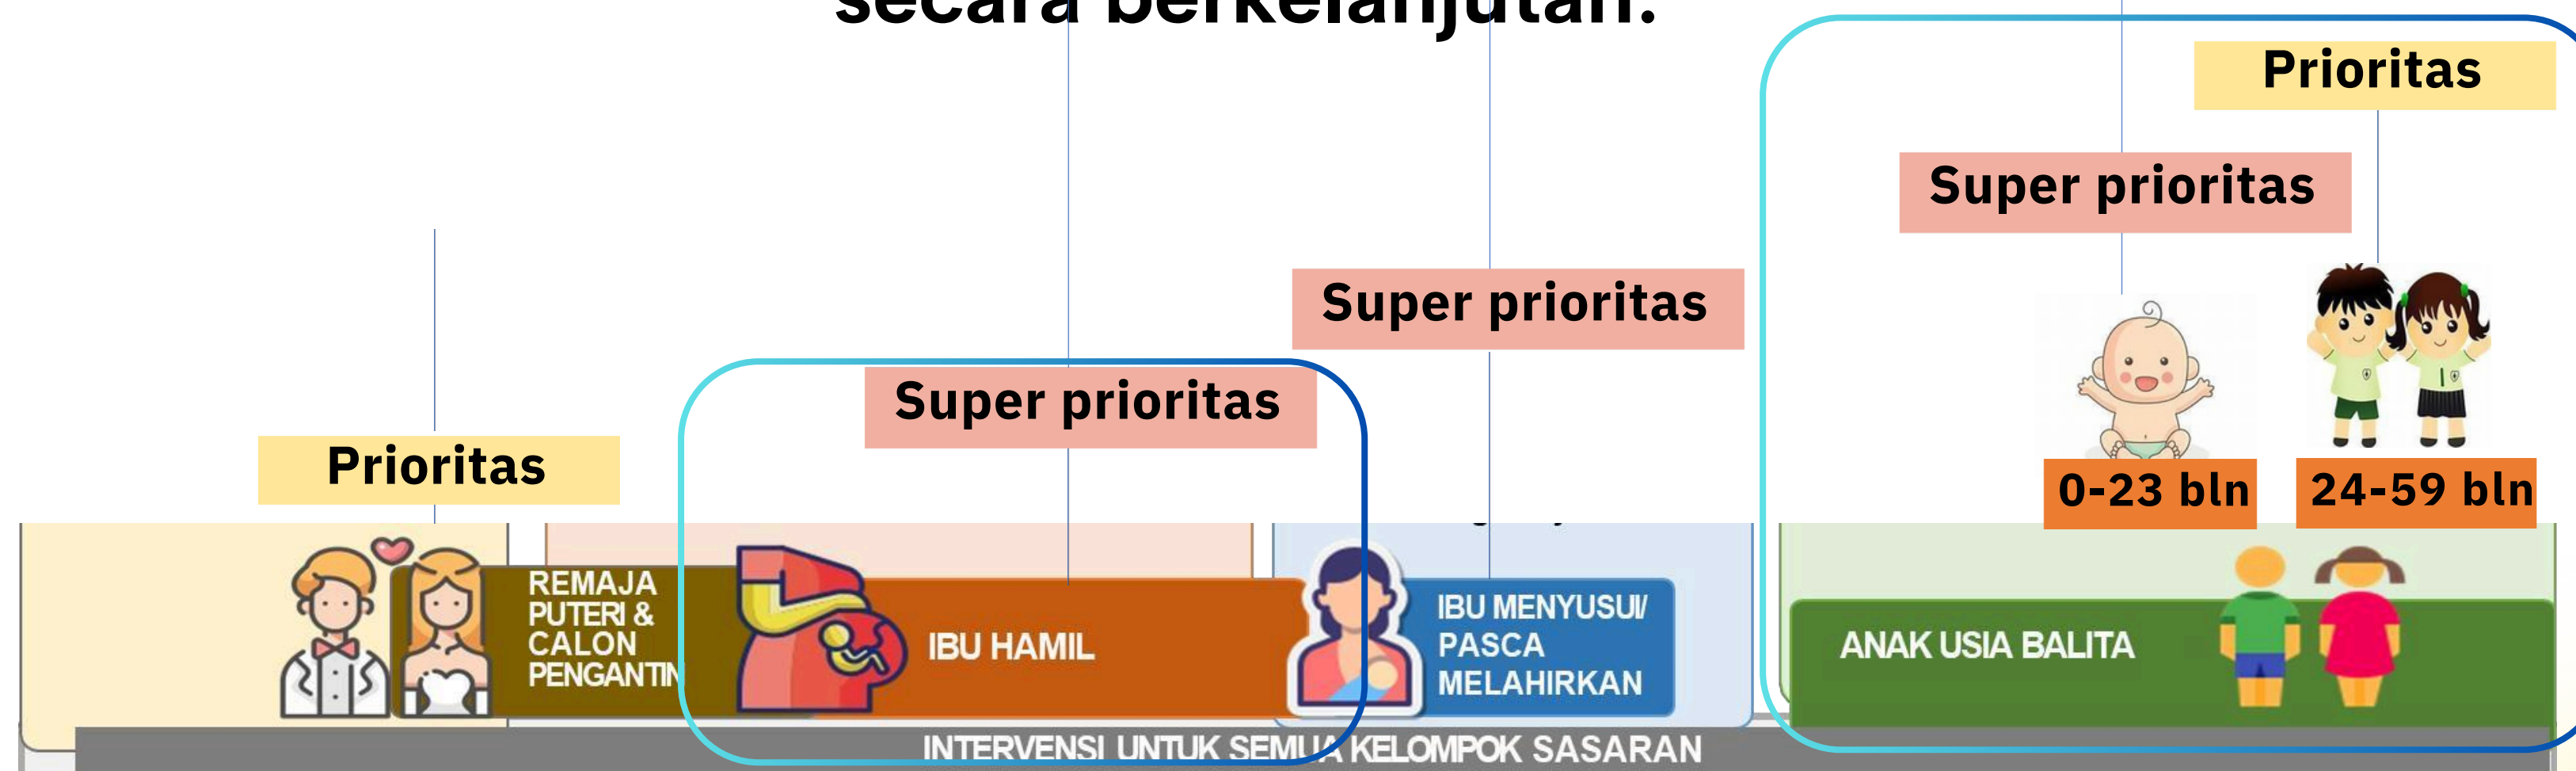 secara berkelanjutan.
Prioritas
Super prioritas
Super prioritas
Super prioritas
Prioritas
0-23 bln
24-59 bln
REMAJA
PUTERI &
CALON
PENGANTIN
IBU HAMIL
IBU MENYUSUI/
PASCA
MELAHIRKAN
ANAK USIA BALITA
INTERVENSI UNTUK SEMUA KELOMPOK SASARAN